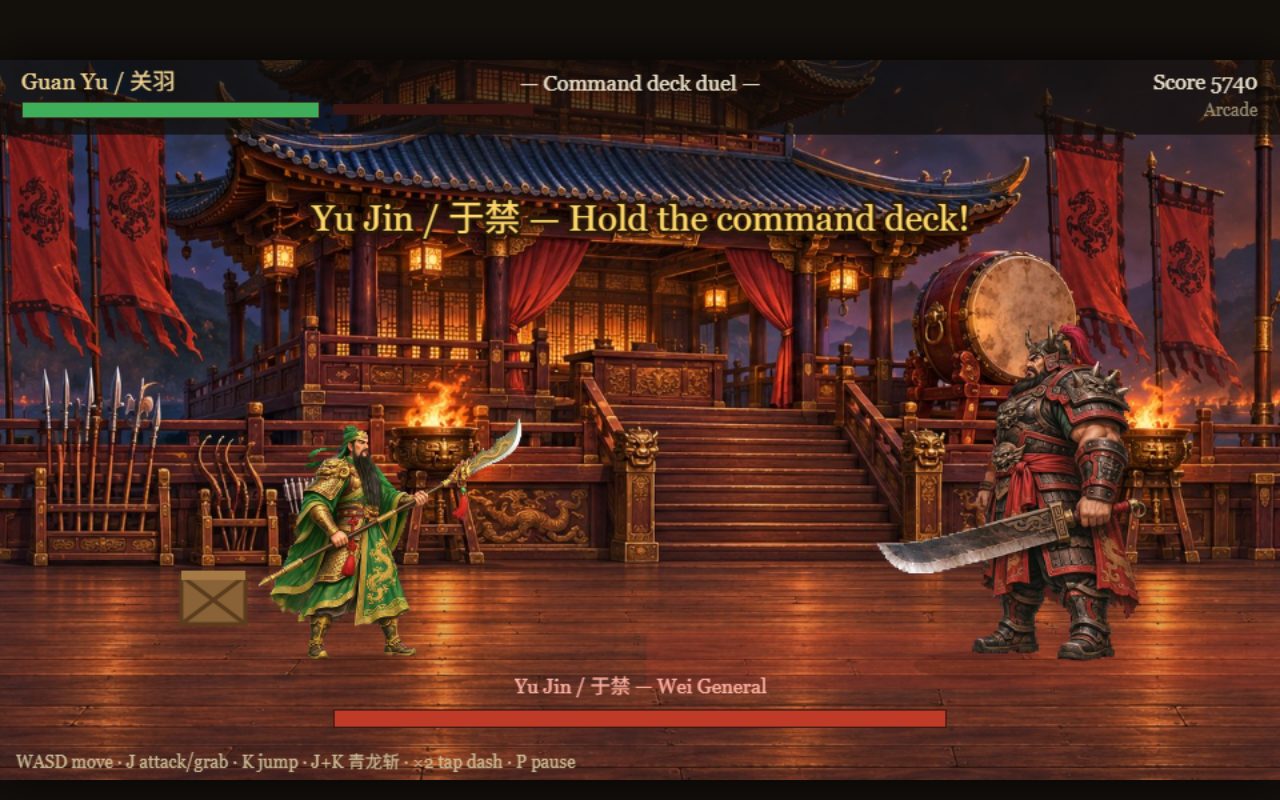 Guan Yu / 关羽
— Command deck duel —
Score 5740
Arcade
Yu Jin / 于禁 — Hold the command deck!
Yu Jin / 于禁 — Wei General
WASD move · J attack/grab · K jump · J+K 青龙斩 · ×2 tap dash · P pause